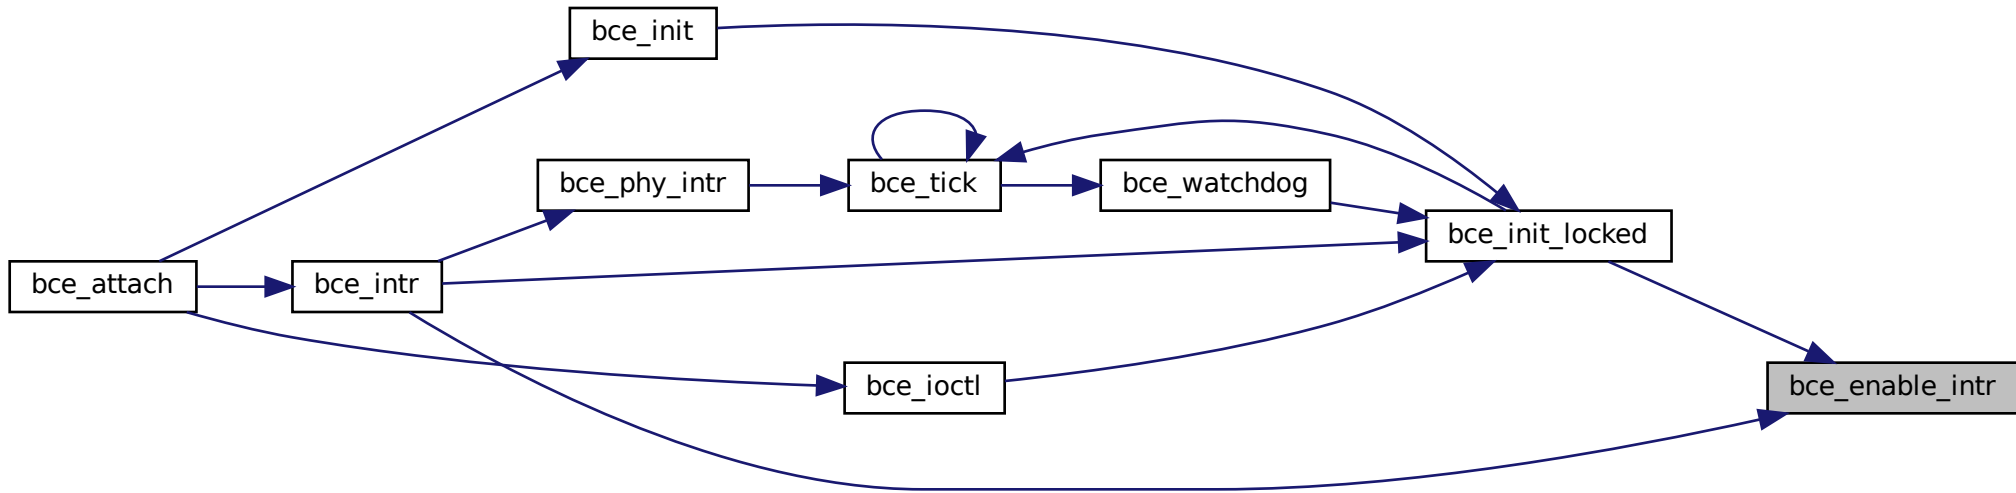 bce_init
bce_phy_intr
bce_tick
bce_watchdog
bce_init_locked
bce_attach
bce_intr
bce_ioctl
bce_enable_intr